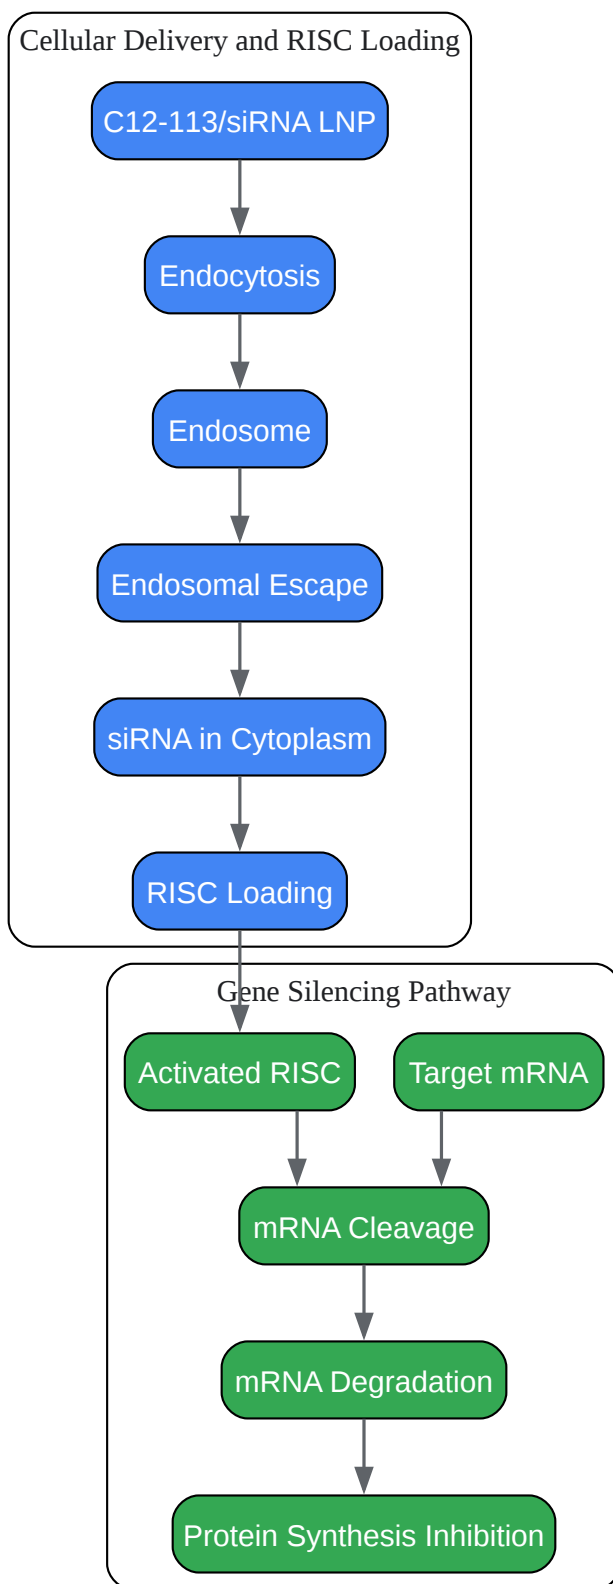 Cellular Delivery and RISC Loading
C12-113/siRNA LNP
Endocytosis
Endosome
Endosomal Escape
siRNA in Cytoplasm
RISC Loading
Gene Silencing Pathway
Activated RISC
Target mRNA
mRNA Cleavage
mRNA Degradation
Protein Synthesis Inhibition